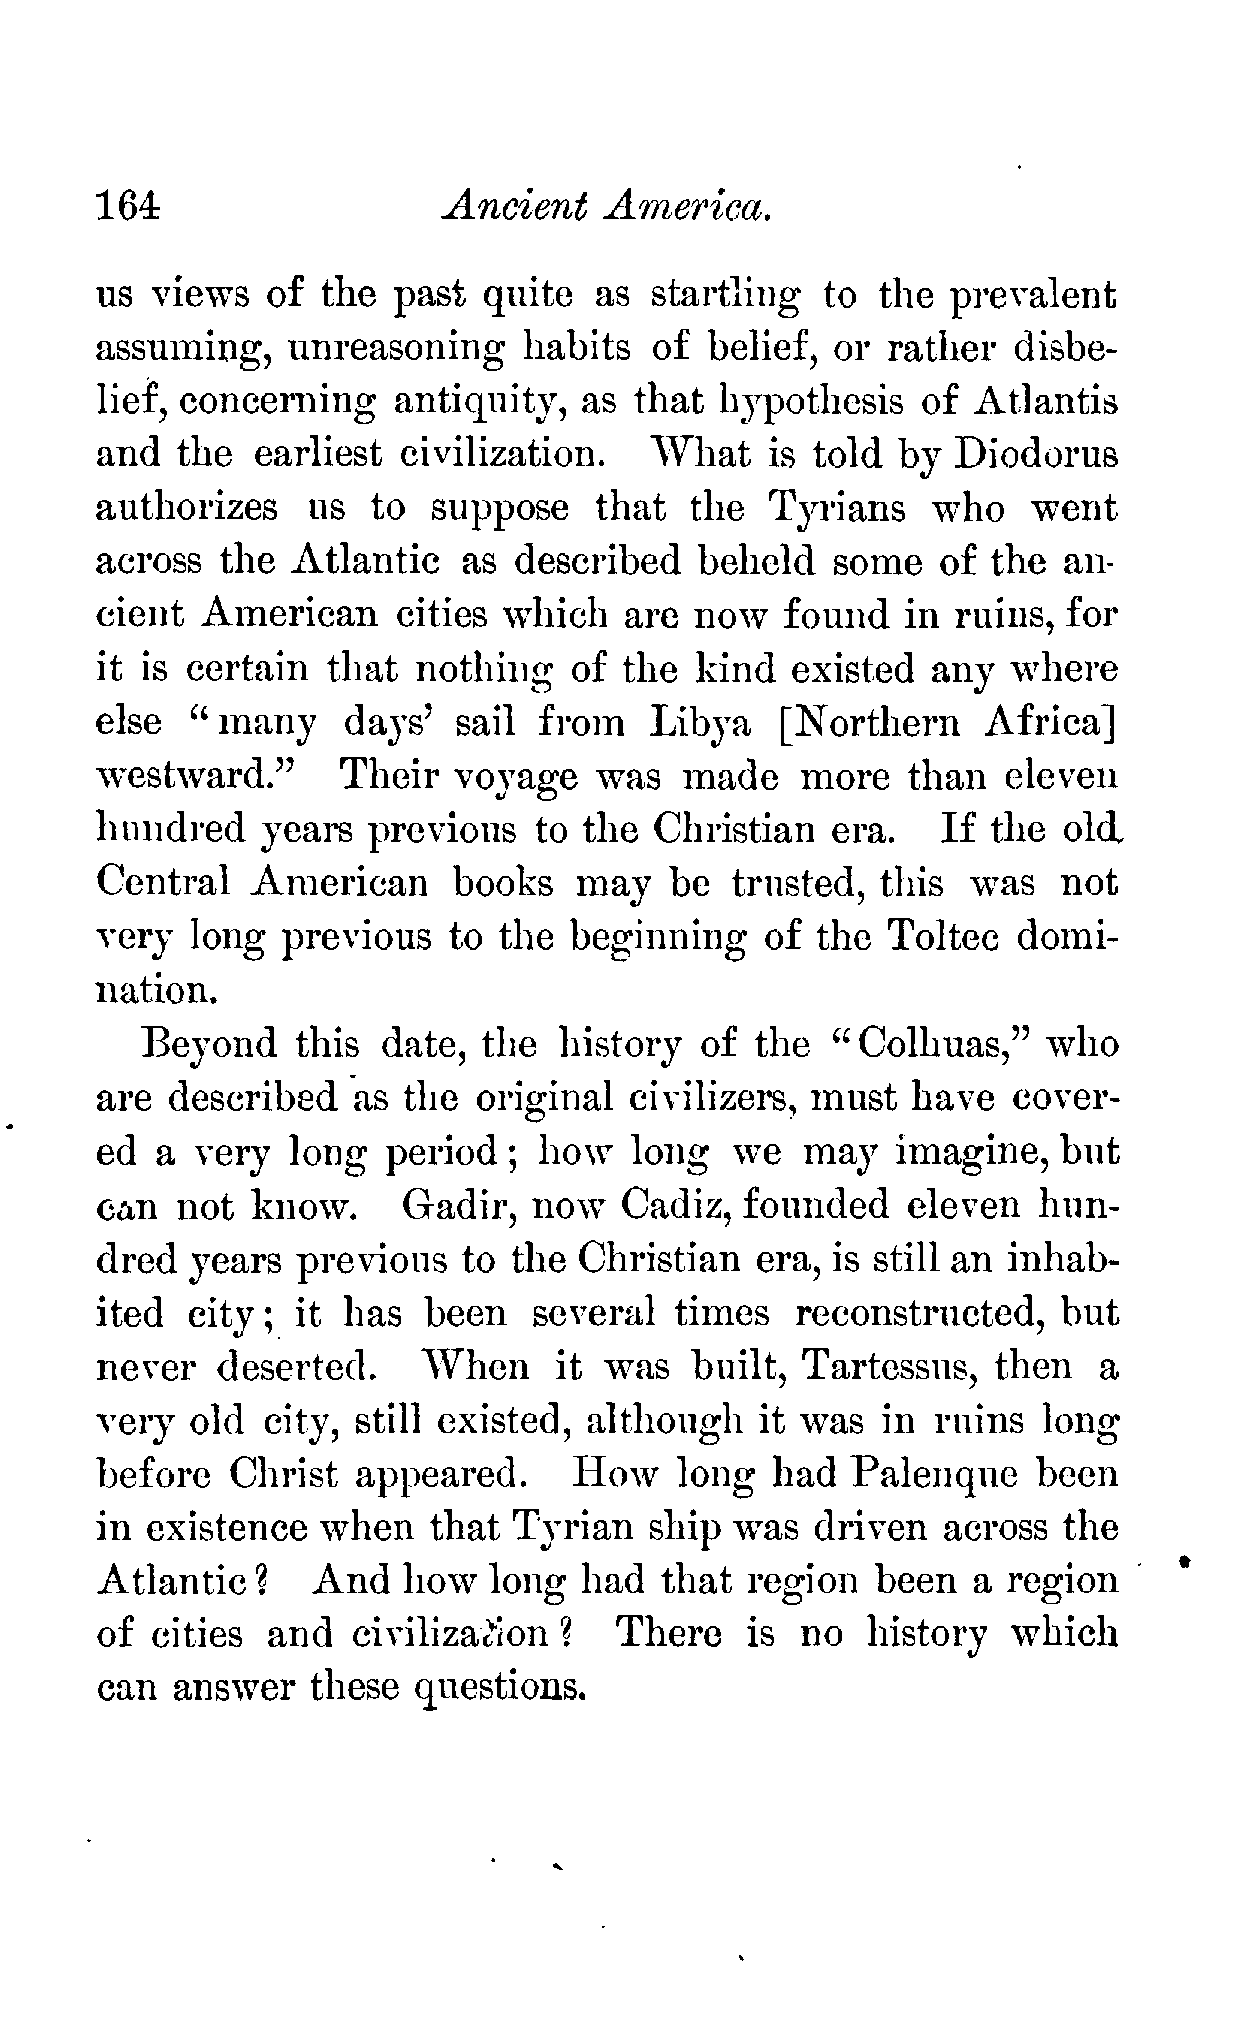 164 Ancient America.
us views of the past quite as startling to the prevalent
assuming, unreasoning habits of belief, or rather disbe-
lief, concerning antiquity, as that hypothesis of Atlantis
and the earliest civilization. What is told by Diodorus
authorizes us to suppose that the Tyrians who went
across the Atlantic as described beheld some of the an-
cient American cities which are now found in ruins, for
it is certain that nothing of the kind existed any where
else "many days' sail from Libya [Northern Africa]
westward." Their voyage was made more than eleven
hundred years previous to the Christian era. If the old
Central American books may be trusted, this was not
very long previous to the beginning of the Toltec domi-
nation.
Beyond this date, the history of the "Colhuas," who
are described as the original civilizers, must have cover-
ed a very long period; how long we may imagine, but
can not know. Gadir, now Cadiz, founded eleven hun-
dred years previous to the Christian era, is still an inhab-
ited city; it has been several times reconstructed, but
never deserted. When it was built, Tartessus, then a
very old city, still existed, although it was in ruins long
before Christ appeared. How long had Palenque been
in existence when that Tyrian ship was driven across the
Atlantic? And how long had that region been a region
of cities and civilization? There is no history which
can answer these questions.